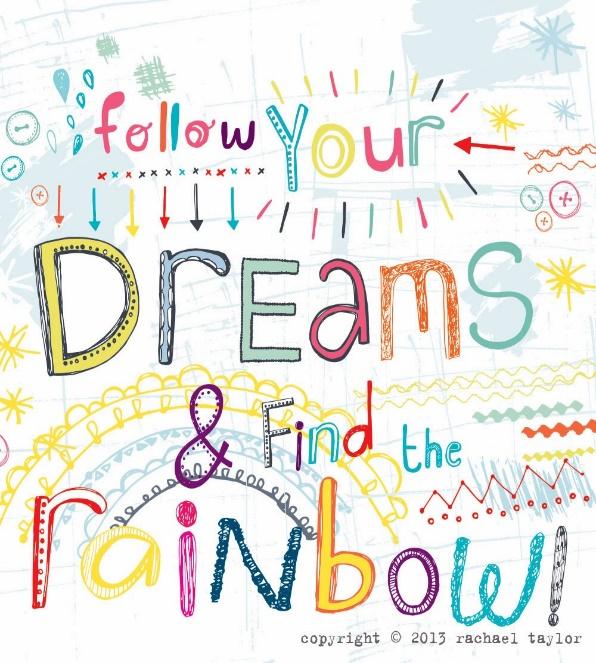 follow Your
DrEams
& Find the
rainbow!
copyright © 2013 rachael taylor